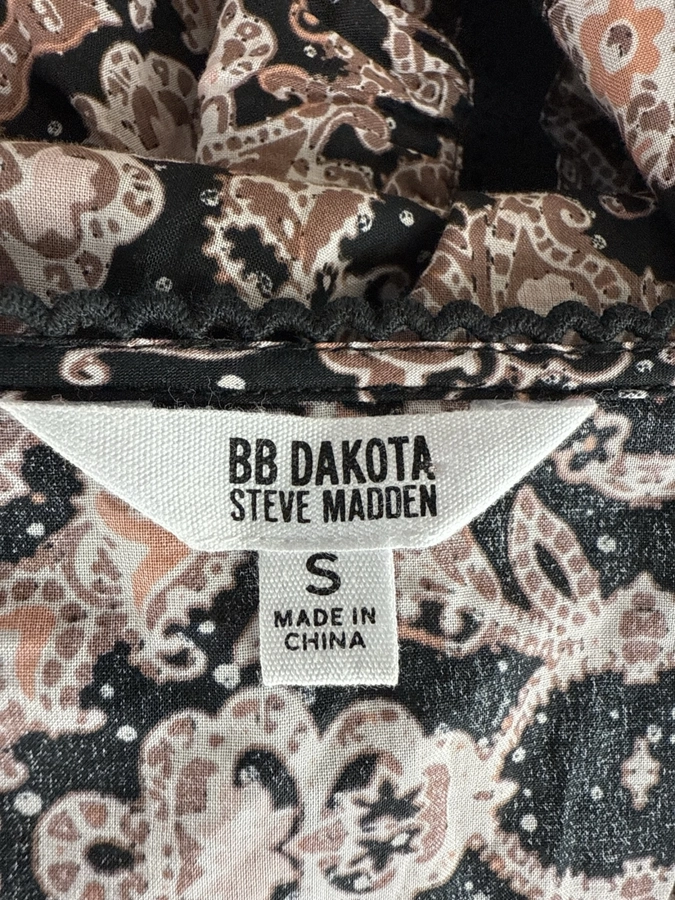 BB DAKOTA
STEVE MADDEN
S
MADE IN
CHINA